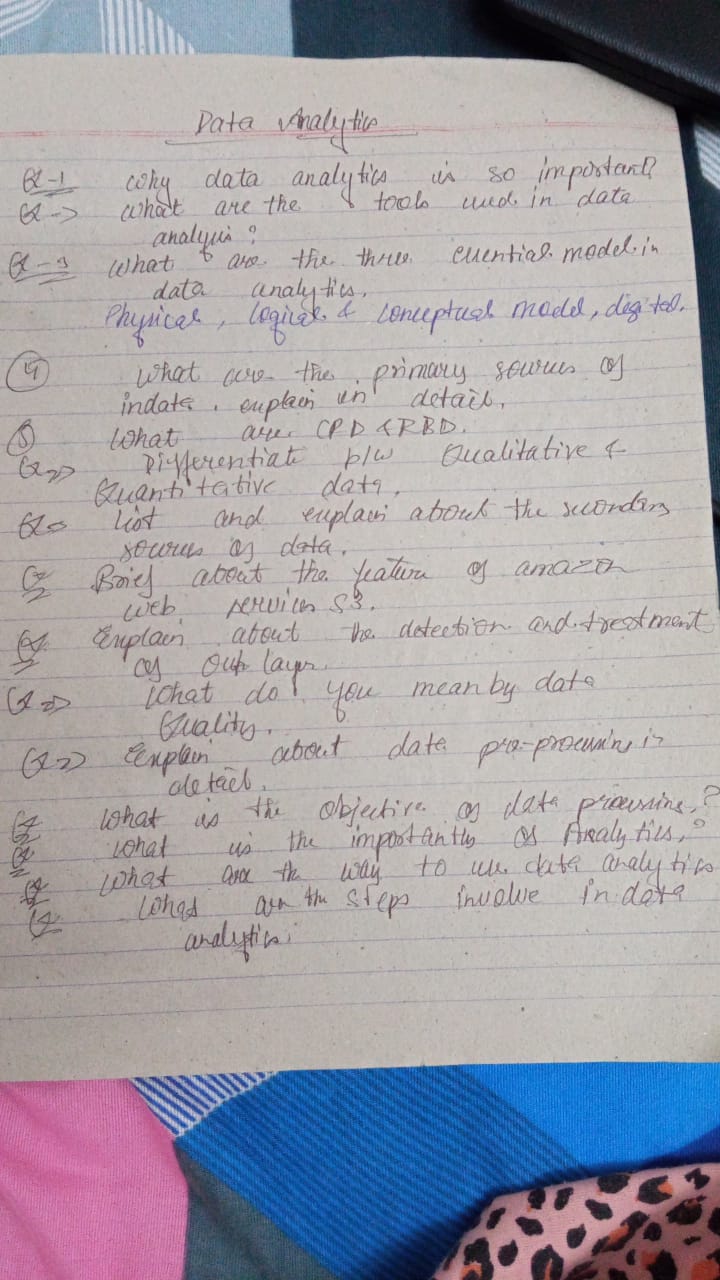 Data Analytics
Q-1 Why data analytics is so important?
Q-> What are the tools used in data
analysis?
Q-3 What are the three essential model in
data analytics.
Physical, logical & conceptual model, digital.
4 What are the primary sources of
indata. explain in detail.
5 What are CPD & RBD.
Q=> Differentiate b/w Qualitative &
Quantitative data.
Q=> List and explain about the secondary
sources of data.
Q Brief about the feature of amazon
web services S3.
Q Explain about the detection and treatment
of Out layer.
Q=> What do you mean by data
Quality.
Q=> Explain about data pre-processing in
detail.
Q What is the objective of data processing?
Q What is the importantly of Analytics?
Q What are the way to use data analytics
Q What are the steps involve in data
analytics.